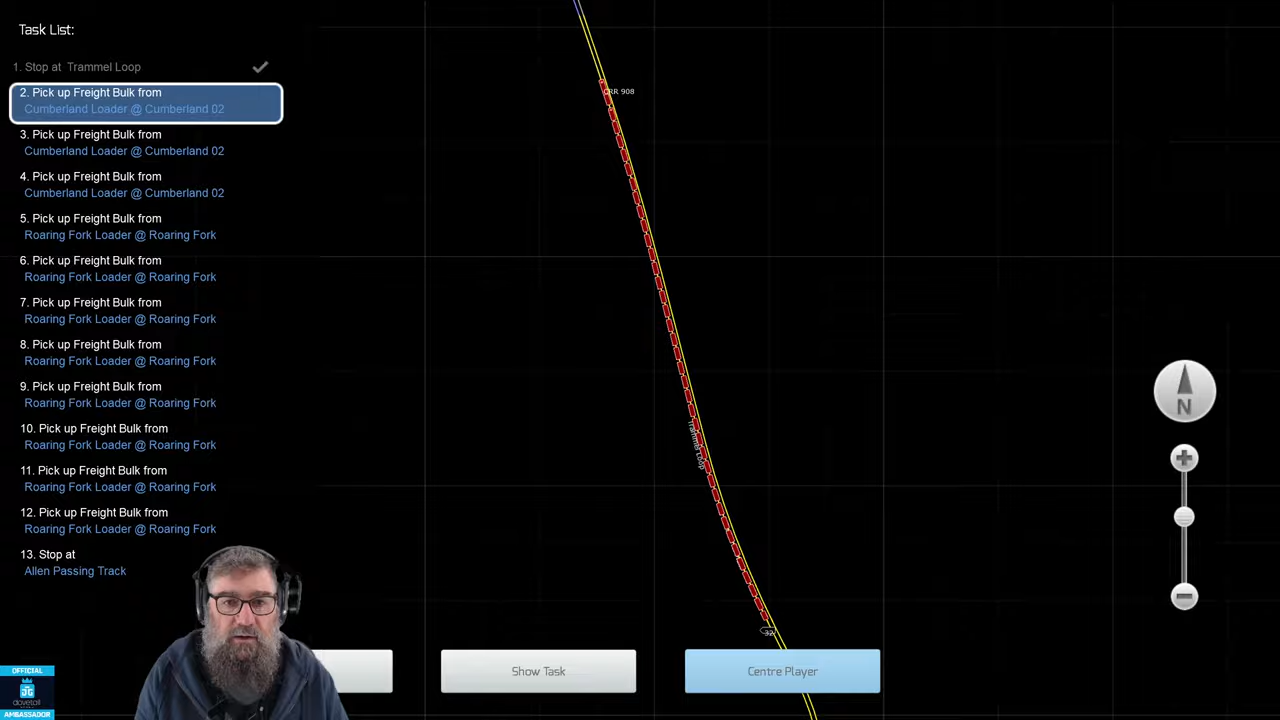 Task List:
1. Stop at Trammel Loop
2. Pick up Freight Bulk from
Cumberland Loader @ Cumberland 02
3. Pick up Freight Bulk from
Cumberland Loader @ Cumberland 02
4. Pick up Freight Bulk from
Cumberland Loader @ Cumberland 02
5. Pick up Freight Bulk from
Roaring Fork Loader @ Roaring Fork
6. Pick up Freight Bulk from
Roaring Fork Loader @ Roaring Fork
7. Pick up Freight Bulk from
Roaring Fork Loader @ Roaring Fork
8. Pick up Freight Bulk from
Roaring Fork Loader @ Roaring Fork
9. Pick up Freight Bulk from
Roaring Fork Loader @ Roaring Fork
10. Pick up Freight Bulk from
Roaring Fork Loader @ Roaring Fork
11. Pick up Freight Bulk from
Roaring Fork Loader @ Roaring Fork
12. Pick up Freight Bulk from
Roaring Fork Loader @ Roaring Fork
13. Stop at
Allen Passing Track
CRR 908
Trammel Loop
N
Show Task
Centre Player
OFFICIAL
dovetail
AMBASSADOR